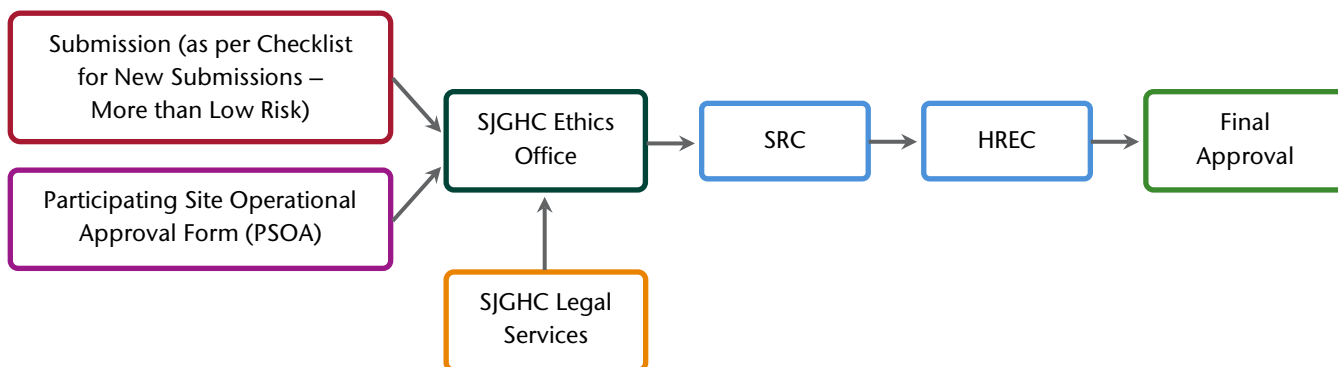 Submission (as per Checklist
for New Submissions –
More than Low Risk)
Participating Site Operational
Approval Form (PSOA)
SJGHC Ethics
Office
SJGHC Legal
Services
SRC
HREC
Final
Approval